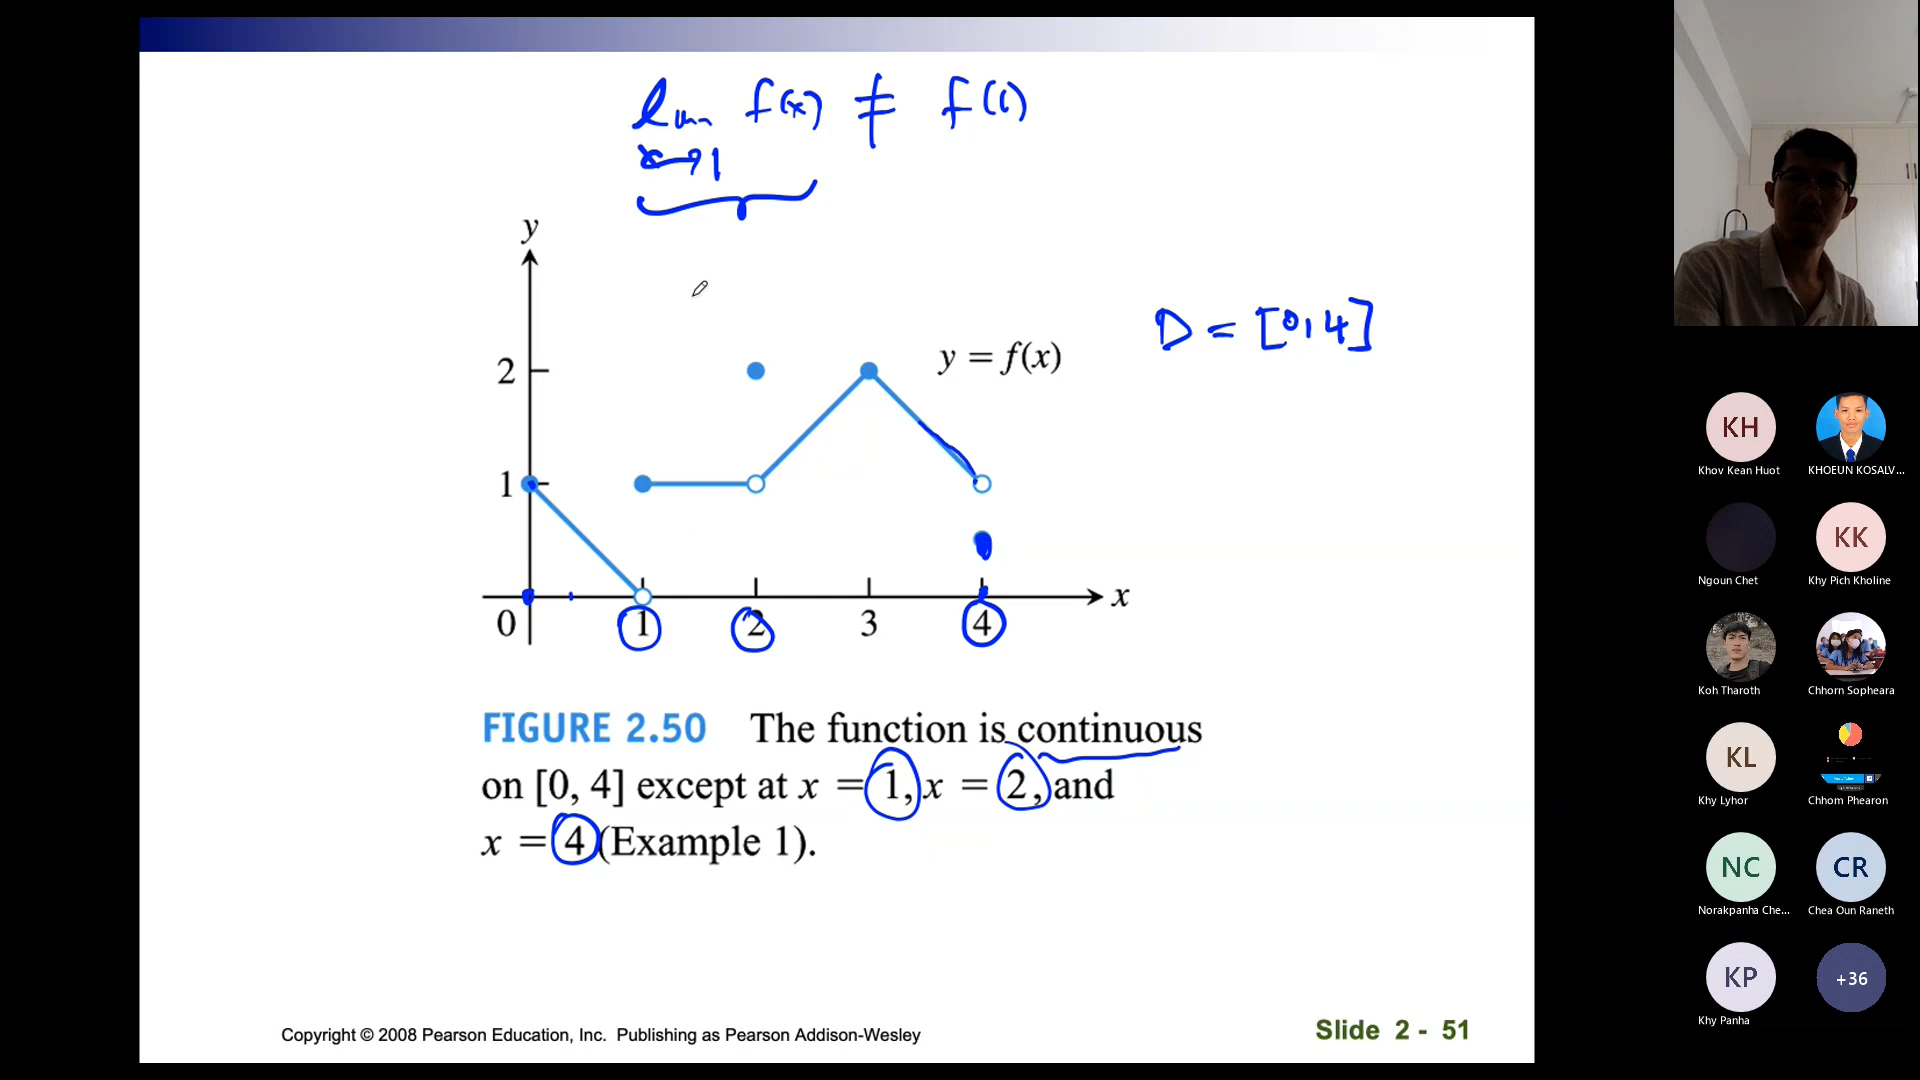 lim f(x) ≠ f(1)
x→1
y
D = [0,4]
y = f(x)
2
1
x
0 1 2 3 4
FIGURE 2.50 The function is continuous
on [0, 4] except at x = 1, x = 2, and
x = 4 (Example 1).
Copyright © 2008 Pearson Education, Inc. Publishing as Pearson Addison-Wesley
Slide 2 - 51
KH
Khov Kean Huot
KHOEUN KOSALV...
Ngoun Chet
KK
Khy Pich Kholine
Koh Tharoth
Chhorn Sopheara
KL
Khy Lyhor
Chhom Phearon
NC
Norakpanha Che...
CR
Chea Oun Raneth
KP
Khy Panha
+36